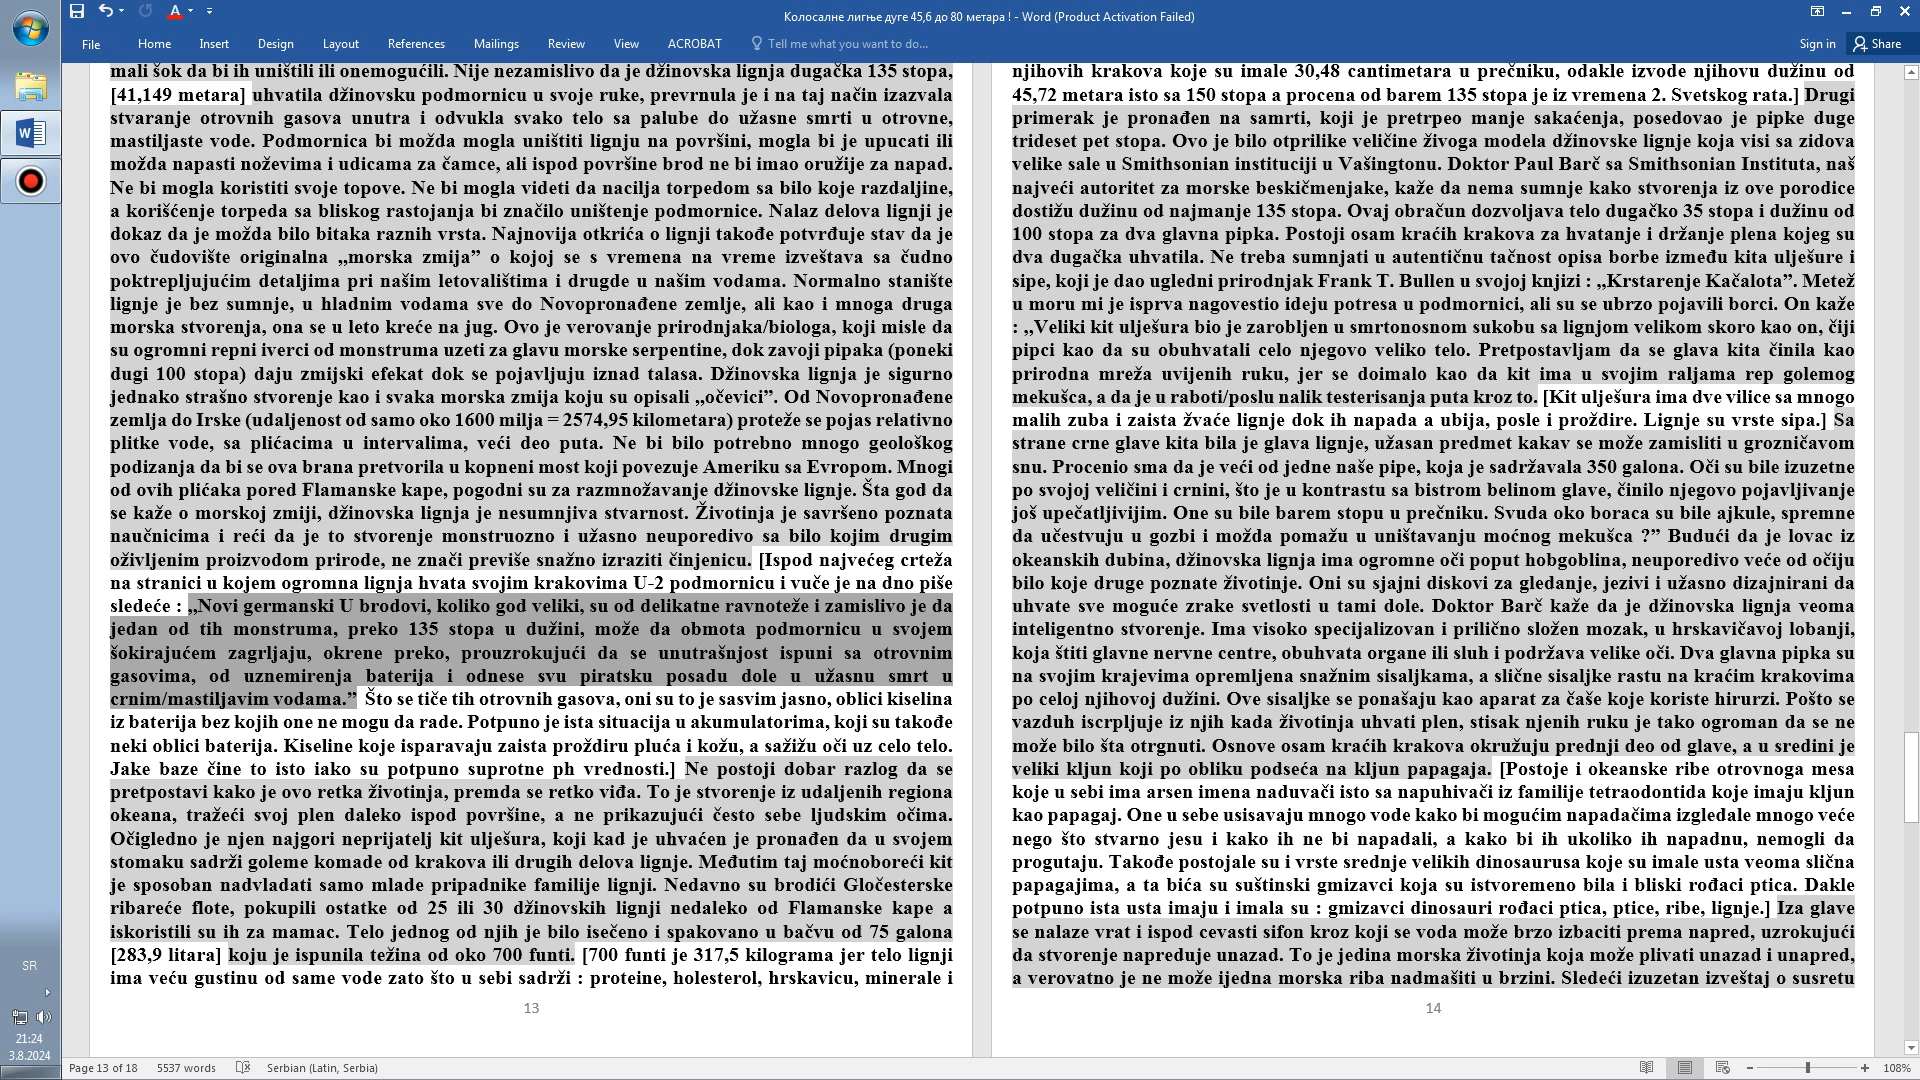 Колосалне лигње дуге 45,6 до 80 метара ! - Word (Product Activation Failed)
File Home Insert Design Layout References Mailings Review View ACROBAT Tell me what you want to do... Sign in Share
mali šok da bi ih uništili ili onemogućili. Nije nezamislivo da je džinovska lignja dugačka 135 stopa,
[41,149 metara] uhvatila džinovsku podmornicu u svoje ruke, prevrnula je i na taj način izazvala
stvaranje otrovnih gasova unutra i odvukla svako telo sa palube do užasne smrti u otrovne,
mastiljaste vode. Podmornica bi možda mogla uništiti lignju na površini, mogla bi je upucati ili
možda napasti noževima i udicama za čamce, ali ispod površine brod ne bi imao oružije za napad.
Ne bi mogla koristiti svoje topove. Ne bi mogla videti da nacilja torpedom sa bilo koje razdaljine,
a korišćenje torpeda sa bliskog rastojanja bi značilo uništenje podmornice. Nalaz delova lignji je
dokaz da je možda bilo bitaka raznih vrsta. Najnovija otkrića o lignji takođe potvrđuje stav da je
ovo čudovište originalna ,,morska zmija” o kojoj se s vremena na vreme izveštava sa čudno
poktrepljujućim detaljima pri našim letovalištima i drugde u našim vodama. Normalno stanište
lignje je bez sumnje, u hladnim vodama sve do Novopronađene zemlje, ali kao i mnoga druga
morska stvorenja, ona se u leto kreće na jug. Ovo je verovanje prirodnjaka/biologa, koji misle da
su ogromni repni iverci od monstruma uzeti za glavu morske serpentine, dok zavoji pipaka (poneki
dugi 100 stopa) daju zmijski efekat dok se pojavljuju iznad talasa. Džinovska lignja je sigurno
jednako strašno stvorenje kao i svaka morska zmija koju su opisali ,,očevici”. Od Novopronađene
zemlja do Irske (udaljenost od samo oko 1600 milja = 2574,95 kilometara) proteže se pojas relativno
plitke vode, sa plićacima u intervalima, veći deo puta. Ne bi bilo potrebno mnogo geološkog
podizanja da bi se ova brana pretvorila u kopneni most koji povezuje Ameriku sa Evropom. Mnogi
od ovih plićaka pored Flamanske kape, pogodni su za razmnožavanje džinovske lignje. Šta god da
se kaže o morskoj zmiji, džinovska lignja je nesumnjiva stvarnost. Životinja je savršeno poznata
naučnicima i reći da je to stvorenje monstruozno i užasno neuporedivo sa bilo kojim drugim
oživljenim proizvodom prirode, ne znači previše snažno izraziti činjenicu. [Ispod najvećeg crteža
na stranici u kojem ogromna lignja hvata svojim krakovima U-2 podmornicu i vuče je na dno piše
sledeće : ,,Novi germanski U brodovi, koliko god veliki, su od delikatne ravnoteže i zamislivo je da
jedan od tih monstruma, preko 135 stopa u dužini, može da obmota podmornicu u svojem
šokirajućem zagrljaju, okrene preko, prouzrokujući da se unutrašnjost ispuni sa otrovnim
gasovima, od uznemirenja baterija i odnese svu piratsku posadu dole u užasnu smrt u
crnim/mastiljavim vodama.” Što se tiče tih otrovnih gasova, oni su to je sasvim jasno, oblici kiselina
iz baterija bez kojih one ne mogu da rade. Potpuno je ista situacija u akumulatorima, koji su takođe
neki oblici baterija. Kiseline koje isparavaju zaista proždiru pluća i kožu, a sažižu oči uz celo telo.
Jake baze čine to isto iako su potpuno suprotne ph vrednosti.] Ne postoji dobar razlog da se
pretpostavi kako je ovo retka životinja, premda se retko viđa. To je stvorenje iz udaljenih regiona
okeana, tražeći svoj plen daleko ispod površine, a ne prikazujući često sebe ljudskim očima.
Očigledno je njen najgori neprijatelj kit ulješura, koji kad je uhvaćen je pronađen da u svojem
stomaku sadrži goleme komade od krakova ili drugih delova lignje. Međutim taj moćnoboreći kit
je sposoban nadvladati samo mlade pripadnike familije lignji. Nedavno su brodići Gločesterske
ribareće flote, pokupili ostatke od 25 ili 30 džinovskih lignji nedaleko od Flamanske kape a
iskoristili su ih za mamac. Telo jednog od njih je bilo isečeno i spakovano u bačvu od 75 galona
[283,9 litara] koju je ispunila težina od oko 700 funti. [700 funti je 317,5 kilograma jer telo lignji
ima veću gustinu od same vode zato što u sebi sadrži : proteine, holesterol, hrskavicu, minerale i
13
njihovih krakova koje su imale 30,48 cantimetara u prečniku, odakle izvode njihovu dužinu od
45,72 metara isto sa 150 stopa a procena od barem 135 stopa je iz vremena 2. Svetskog rata.] Drugi
primerak je pronađen na samrti, koji je pretrpeo manje sakaćenja, posedovao je pipke duge
trideset pet stopa. Ovo je bilo otprilike veličine živoga modela džinovske lignje koja visi sa zidova
velike sale u Smithsonian instituciji u Vašingtonu. Doktor Paul Barč sa Smithsonian Instituta, naš
najveći autoritet za morske beskičmenjake, kaže da nema sumnje kako stvorenja iz ove porodice
dostižu dužinu od najmanje 135 stopa. Ovaj obračun dozvoljava telo dugačko 35 stopa i dužinu od
100 stopa za dva glavna pipka. Postoji osam kraćih krakova za hvatanje i držanje plena kojeg su
dva dugačka uhvatila. Ne treba sumnjati u autentičnu tačnost opisa borbe između kita ulješure i
sipe, koji je dao ugledni prirodnjak Frank T. Bullen u svojoj knjizi : ,,Krstarenje Kačalota”. Metež
u moru mi je isprva nagovestio ideju potresa u podmornici, ali su se ubrzo pojavili borci. On kaže
: ,,Veliki kit ulješura bio je zarobljen u smrtonosnom sukobu sa lignjom velikom skoro kao on, čiji
pipci kao da su obuhvatali celo njegovo veliko telo. Pretpostavljam da se glava kita činila kao
prirodna mreža uvijenih ruku, jer se doimalo kao da kit ima u svojim raljama rep golemog
mekušca, a da je u raboti/poslu nalik testerisanja puta kroz to. [Kit ulješura ima dve vilice sa mnogo
malih zuba i zaista žvaće lignje dok ih napada a ubija, posle i proždire. Lignje su vrste sipa.] Sa
strane crne glave kita bila je glava lignje, užasan predmet kakav se može zamisliti u grozničavom
snu. Procenio sma da je veći od jedne naše pipe, koja je sadržavala 350 galona. Oči su bile izuzetne
po svojoj veličini i crnini, što je u kontrastu sa bistrom belinom glave, činilo njegovo pojavljivanje
još upečatljivijim. One su bile barem stopu u prečniku. Svuda oko boraca su bile ajkule, spremne
da učestvuju u gozbi i možda pomažu u uništavanju moćnog mekušca ?” Budući da je lovac iz
okeanskih dubina, džinovska lignja ima ogromne oči poput hobgoblina, neuporedivo veće od očiju
bilo koje druge poznate životinje. Oni su sjajni diskovi za gledanje, jezivi i užasno dizajnirani da
uhvate sve moguće zrake svetlosti u tami dole. Doktor Barč kaže da je džinovska lignja veoma
inteligentno stvorenje. Ima visoko specijalizovan i prilično složen mozak, u hrskavičavoj lobanji,
koja štiti glavne nervne centre, obuhvata organe ili sluh i podržava velike oči. Dva glavna pipka su
na svojim krajevima opremljena snažnim sisaljkama, a slične sisaljke rastu na kraćim krakovima
po celoj njihovoj dužini. Ove sisaljke se ponašaju kao aparat za čaše koje koriste hirurzi. Pošto se
vazduh iscrpljuje iz njih kada životinja uhvati plen, stisak njenih ruku je tako ogroman da se ne
može bilo šta otrgnuti. Osnove osam kraćih krakova okružuju prednji deo od glave, a u sredini je
veliki kljun koji po obliku podseća na kljun papagaja. [Postoje i okeanske ribe otrovnoga mesa
koje u sebi ima arsen imena naduvači isto sa napuhivači iz familije tetraodontida koje imaju kljun
kao papagaj. One u sebe usisavaju mnogo vode kako bi mogućim napadačima izgledale mnogo veće
nego što stvarno jesu i kako ih ne bi napadali, a kako bi ih ukoliko ih napadnu, nemogli da
progutaju. Takođe postojale su i vrste srednje velikih dinosaurusa koje su imale usta veoma slična
papagajima, a ta bića su suštinski gmizavci koja su istvoremeno bila i bliski rođaci ptica. Dakle
potpuno ista usta imaju i imala su : gmizavci dinosauri rođaci ptica, ptice, ribe, lignje.] Iza glave
se nalaze vrat i ispod cevasti sifon kroz koji se voda može brzo izbaciti prema napred, uzrokujući
da stvorenje napreduje unazad. To je jedina morska životinja koja može plivati unazad i unapred,
a verovatno je ne može ijedna morska riba nadmašiti u brzini. Sledeći izuzetan izveštaj o susretu
14
SR
21:24
3.8.2024
Page 13 of 18 5537 words Serbian (Latin, Serbia) 108%